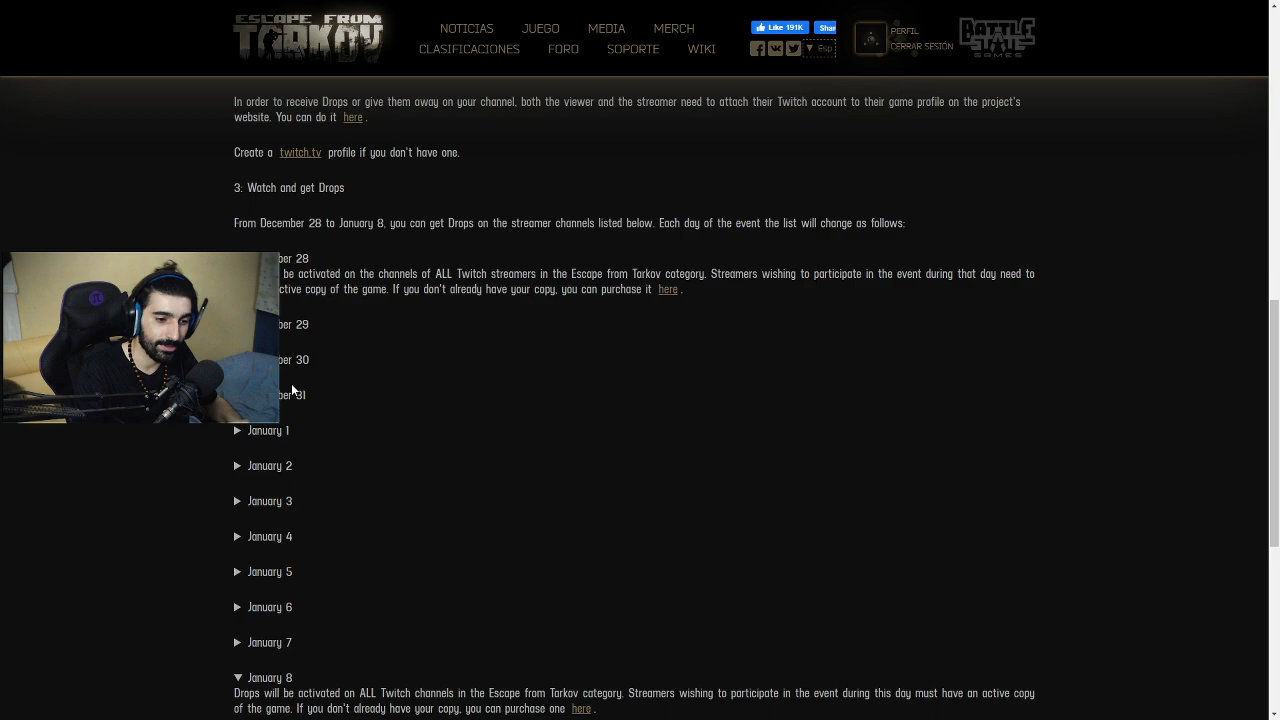 ESCAPE FROM
TARKOV
NOTICIAS JUEGO MEDIA MERCH
CLASIFICACIONES FORO SOPORTE WIKI
Like 191K Shar
Esp
PERFIL
CERRAR SESIÓN
BATTLE
STATE
GAMES
In order to receive Drops or give them away on your channel, both the viewer and the streamer need to attach their Twitch account to their game profile on the project's
website. You can do it here .
Create a twitch.tv profile if you don't have one.
3. Watch and get Drops
From December 28 to January 8, you can get Drops on the streamer channels listed below. Each day of the event the list will change as follows:
ber 28
be activated on the channels of ALL Twitch streamers in the Escape from Tarkov category. Streamers wishing to participate in the event during that day need to
ctive copy of the game. If you don't already have your copy, you can purchase it here .
ber 29
ber 30
ber 31
January 1
January 2
January 3
January 4
January 5
January 6
January 7
January 8
Drops will be activated on ALL Twitch channels in the Escape from Tarkov category. Streamers wishing to participate in the event during this day must have an active copy
of the game. If you don't already have your copy, you can purchase one here .